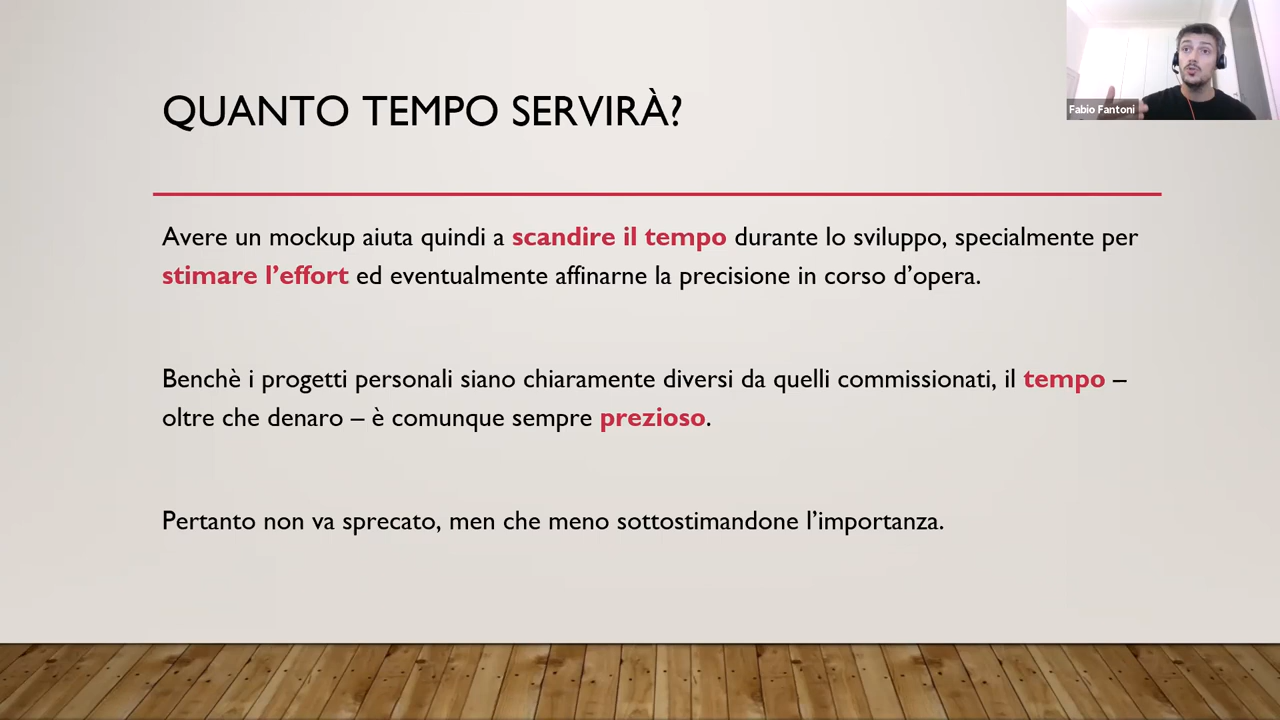 QUANTO TEMPO SERVIRÀ?
Fabio Fantoni
Avere un mockup aiuta quindi a scandire il tempo durante lo sviluppo, specialmente per
stimare l’effort ed eventualmente affinarne la precisione in corso d’opera.
Benchè i progetti personali siano chiaramente diversi da quelli commissionati, il tempo –
oltre che denaro – è comunque sempre prezioso.
Pertanto non va sprecato, men che meno sottostimandone l’importanza.